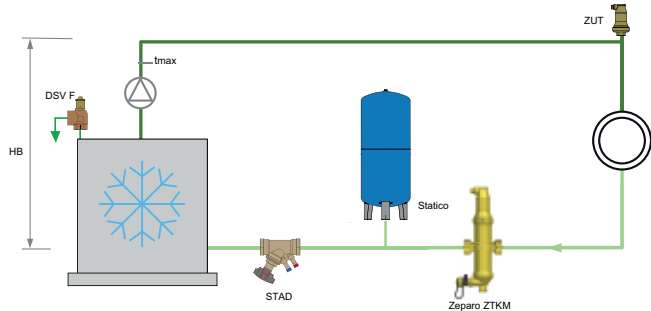 ZUT
tmax
DSV F
HB
Statico
STAD
Zeparo ZTKM